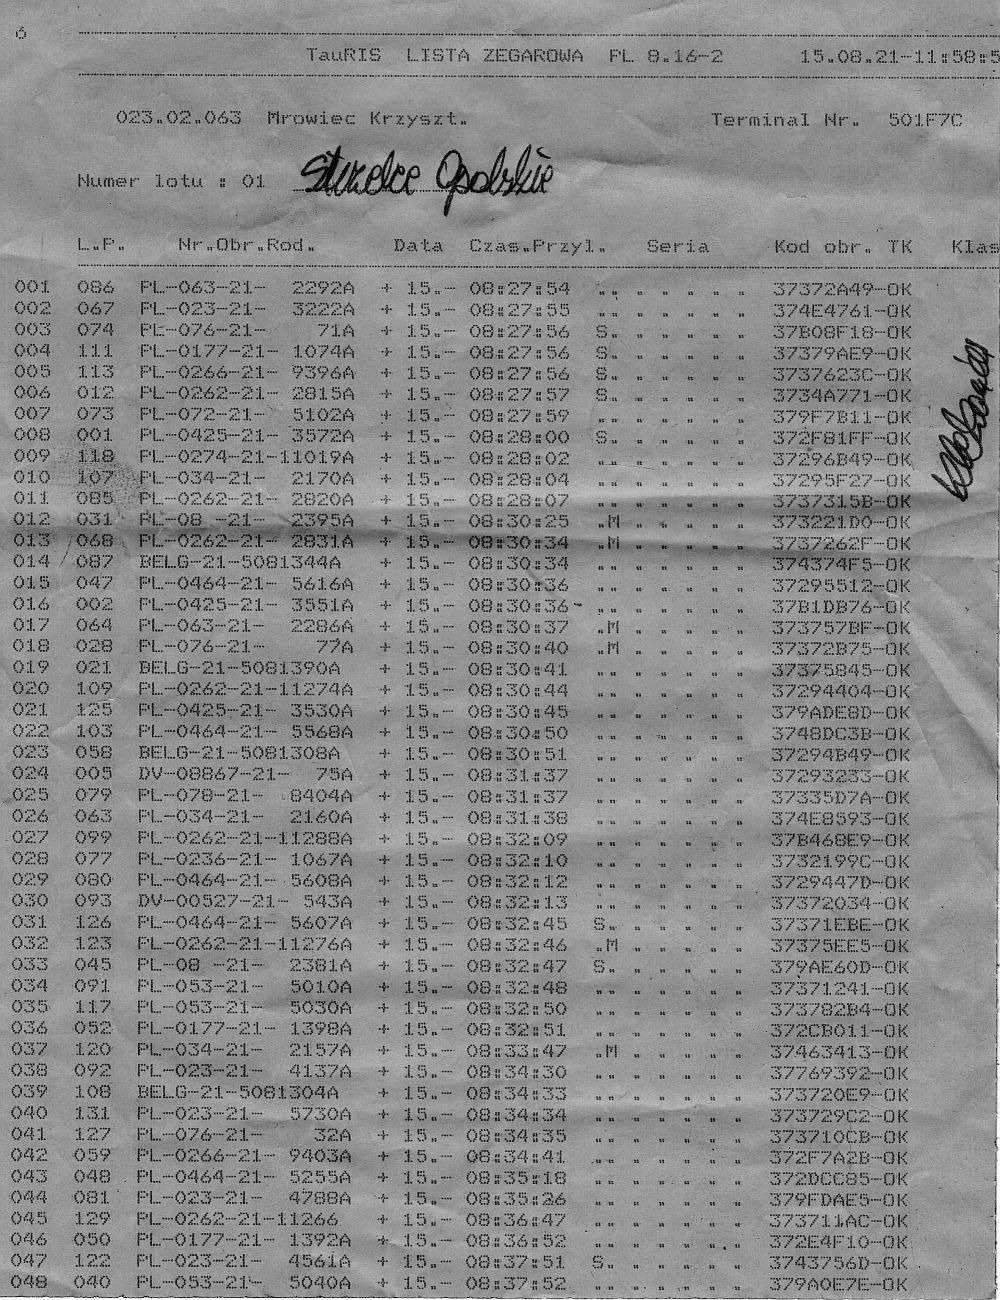 6
TauRIS LISTA ZEGAROWA PL 8.16-2 15.08.21-11:58:5
023.02.063 Mrowiec Krzyszt. Terminal Nr. 501F7C
Numer lotu : 01 Strzelce Opolskie
L.P. Nr.Obr.Rod. Data Czas.Przyl. Seria Kod obr. TK Klas
001 086 PL-063-21- 2292A + 15.- 08:27:54 .. . . . . . 37372A49-OK
002 067 PL-023-21- 3222A + 15.- 08:27:55 .. . . . . . 374E4761-OK
003 074 PL-076-21- 71A + 15.- 08:27:56 S. . . . . . 37B08F18-OK
004 111 PL-0177-21- 1074A + 15.- 08:27:56 S. . . . . . 37379AE9-OK
005 113 PL-0266-21- 9396A + 15.- 08:27:56 S. . . . . . 3737623C-OK
006 012 PL-0262-21- 2815A + 15.- 08:27:57 S. . . . . . 3734A771-OK
007 073 PL-072-21- 5102A + 15.- 08:27:59 .. . . . . . 379F7B11-OK
008 001 PL-0425-21- 3572A + 15.- 08:28:00 S. . . . . . 372F81FF-OK
009 118 PL-0274-21-11019A + 15.- 08:28:02 .. . . . . . 37296B49-OK
010 107 PL-034-21- 2170A + 15.- 08:28:04 .. . . . . . 37295F27-OK
011 085 PL-0262-21- 2820A + 15.- 08:28:07 .. . . . . . 3737315B-OK
012 031 PL-08 -21- 2395A + 15.- 08:30:25 .M . . . . . 373221D0-OK
013 068 PL-0262-21- 2831A + 15.- 08:30:34 .M . . . . . 3737262F-OK
014 087 BELG-21-5081344A + 15.- 08:30:34 .. . . . . . 374374F5-OK
015 047 PL-0464-21- 5616A + 15.- 08:30:36 .. . . . . . 37295512-OK
016 002 PL-0425-21- 3551A + 15.- 08:30:36 .. . . . . . 37B1DB76-OK
017 064 PL-063-21- 2286A + 15.- 08:30:37 .M . . . . . 373757BF-OK
018 028 PL-076-21- 77A + 15.- 08:30:40 .M . . . . . 37372B75-OK
019 021 BELG-21-5081390A + 15.- 08:30:41 .. . . . . . 37375845-OK
020 109 PL-0262-21-11274A + 15.- 08:30:44 .. . . . . . 37294404-OK
021 125 PL-0425-21- 3530A + 15.- 08:30:45 .. . . . . . 379ADE8D-OK
022 103 PL-0464-21- 5568A + 15.- 08:30:50 .. . . . . . 3748DC3B-OK
023 058 BELG-21-5081308A + 15.- 08:30:51 .. . . . . . 37294B49-OK
024 005 DV-08867-21- 75A + 15.- 08:31:37 .. . . . . . 37293233-OK
025 079 PL-078-21- 8404A + 15.- 08:31:37 .. . . . . . 37335D7A-OK
026 063 PL-034-21- 2160A + 15.- 08:31:38 .. . . . . . 374E8593-OK
027 099 PL-0262-21-11288A + 15.- 08:32:09 .. . . . . . 37B468E9-OK
028 077 PL-0236-21- 1067A + 15.- 08:32:10 .. . . . . . 3732199C-OK
029 080 PL-0464-21- 5608A + 15.- 08:32:12 .. . . . . . 3729447D-OK
030 093 DV-00527-21- 543A + 15.- 08:32:13 .. . . . . . 37372034-OK
031 126 PL-0464-21- 5607A + 15.- 08:32:45 S. . . . . . 37371EBE-OK
032 123 PL-0262-21-11276A + 15.- 08:32:46 .M . . . . . 37375EE5-OK
033 045 PL-08 -21- 2381A + 15.- 08:32:47 S. . . . . . 379AE60D-OK
034 091 PL-053-21- 5010A + 15.- 08:32:48 .. . . . . . 37371241-OK
035 117 PL-053-21- 5030A + 15.- 08:32:50 .. . . . . . 373782B4-OK
036 052 PL-0177-21- 1398A + 15.- 08:32:51 .. . . . . . 372CB011-OK
037 120 PL-034-21- 2157A + 15.- 08:33:47 .M . . . . . 37463413-OK
038 092 PL-023-21- 4137A + 15.- 08:34:30 .. . . . . . 37769392-OK
039 108 BELG-21-5081304A + 15.- 08:34:33 .. . . . . . 373720E9-OK
040 131 PL-023-21- 5730A + 15.- 08:34:34 .. . . . . . 373729C2-OK
041 127 PL-076-21- 32A + 15.- 08:34:35 .. . . . . . 373710CB-OK
042 059 PL-0266-21- 9403A + 15.- 08:34:41 .. . . . . . 372F7A2B-OK
043 048 PL-0464-21- 5255A + 15.- 08:35:18 .. . . . . . 372DCC85-OK
044 081 PL-023-21- 4788A + 15.- 08:35:26 .. . . . . . 379FDAE5-OK
045 129 PL-0262-21-11266 + 15.- 08:36:47 .. . . . . . 373711AC-OK
046 050 PL-0177-21- 1392A + 15.- 08:36:52 .. . . . . . 372E4F10-OK
047 122 PL-023-21- 4561A + 15.- 08:37:51 S. . . . . . 3743756D-OK
048 040 PL-053-21- 5040A + 15.- 08:37:52 .. . . . . . 379A0E7E-OK